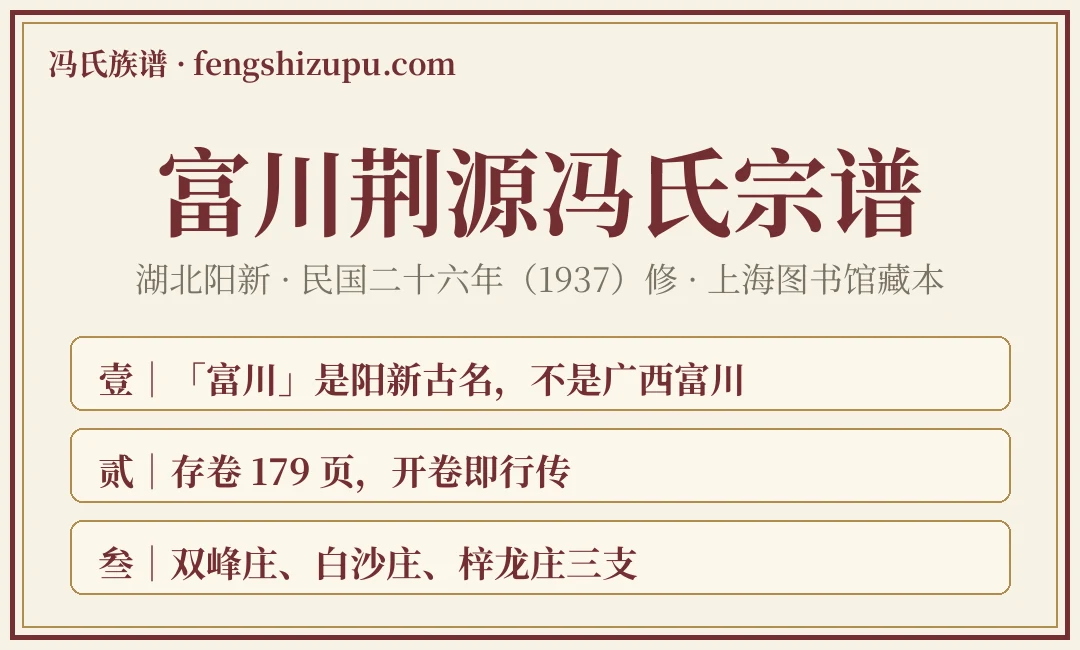 冯氏族谱 · fengshizupu.com
富川荆源冯氏宗谱
湖北阳新 · 民国二十六年（1937）修 · 上海图书馆藏本
壹｜「富川」是阳新古名，不是广西富川
贰｜存卷 179 页，开卷即行传
叁｜双峰庄、白沙庄、梓龙庄三支